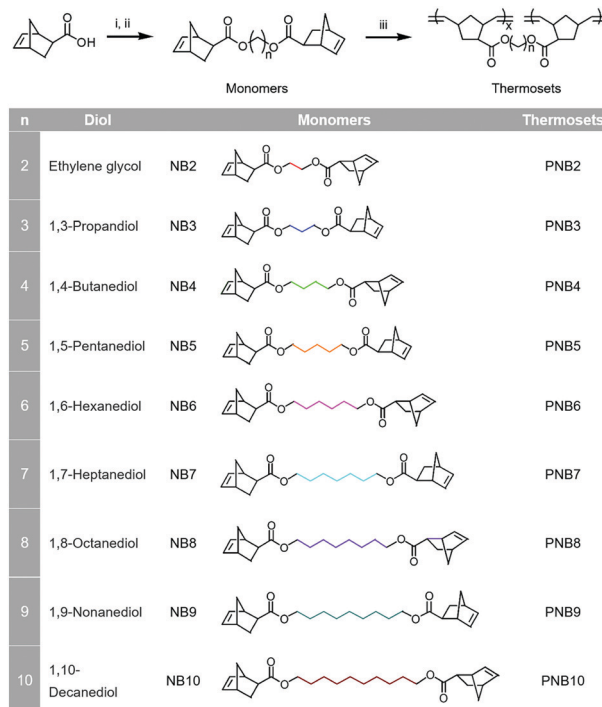 i, ii
iii
Monomers
Thermosets
n Diol Monomers Thermosets
2 Ethylene glycol NB2 PNB2
3 1,3-Propandiol NB3 PNB3
4 1,4-Butanediol NB4 PNB4
5 1,5-Pentanediol NB5 PNB5
6 1,6-Hexanediol NB6 PNB6
7 1,7-Heptanediol NB7 PNB7
8 1,8-Octanediol NB8 PNB8
9 1,9-Nonanediol NB9 PNB9
10 1,10-
Decanediol NB10 PNB10